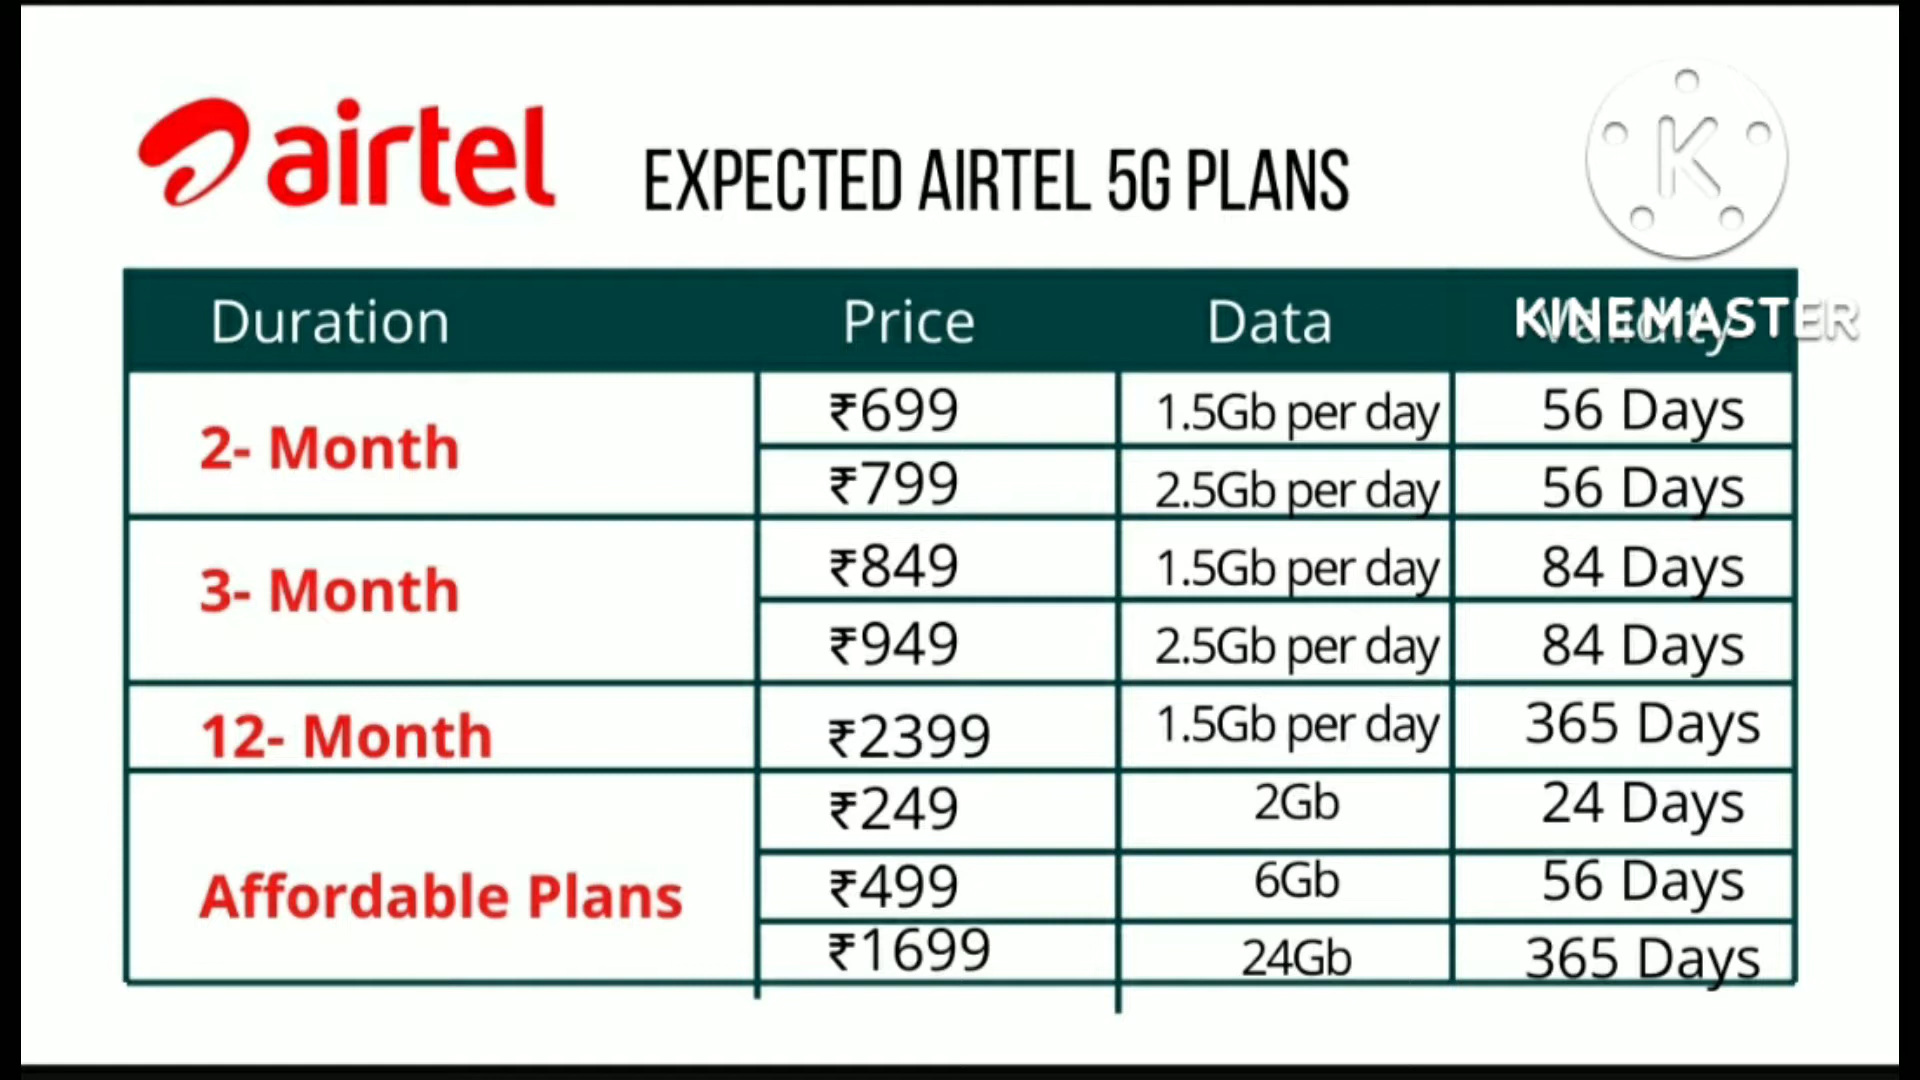 airtel
EXPECTED AIRTEL 5G PLANS
K
KINEMASTER
Duration Price Data Validity
2- Month ₹699 1.5Gb per day 56 Days
₹799 2.5Gb per day 56 Days
3- Month ₹849 1.5Gb per day 84 Days
₹949 2.5Gb per day 84 Days
12- Month ₹2399 1.5Gb per day 365 Days
Affordable Plans ₹249 2Gb 24 Days
₹499 6Gb 56 Days
₹1699 24Gb 365 Days